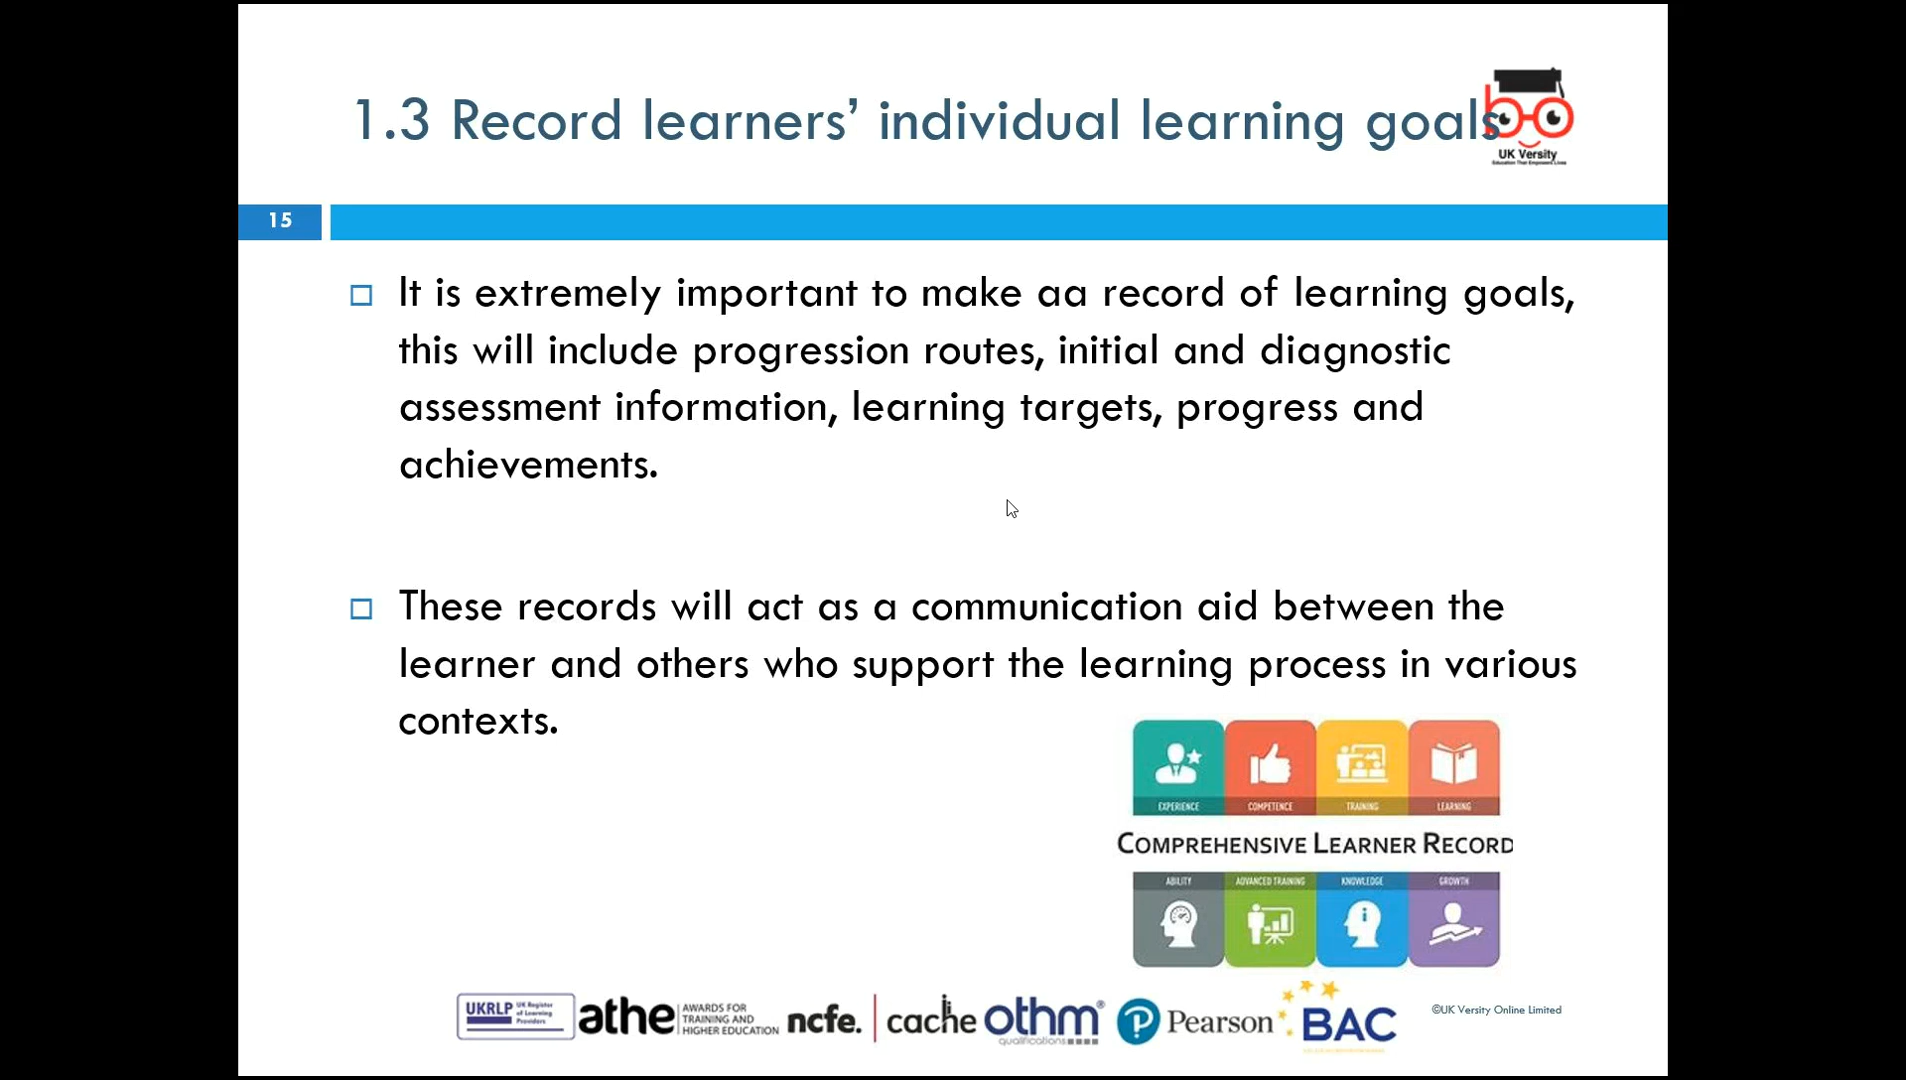 1.3 Record learners’ individual learning goals
UK Versity
Education That Empowers Lives
15
It is extremely important to make aa record of learning goals,
this will include progression routes, initial and diagnostic
assessment information, learning targets, progress and
achievements.
These records will act as a communication aid between the
learner and others who support the learning process in various
contexts.
EXPERIENCE COMPETENCE TRAINING LEARNING
COMPREHENSIVE LEARNER RECORD
ABILITY ADVANCED TRAINING KNOWLEDGE GROWTH
UKRLP UK Register of Learning Providers
athe AWARDS FOR TRAINING AND HIGHER EDUCATION
ncfe. cache
othm® qualifications
Pearson
BAC
©UK Versity Online Limited